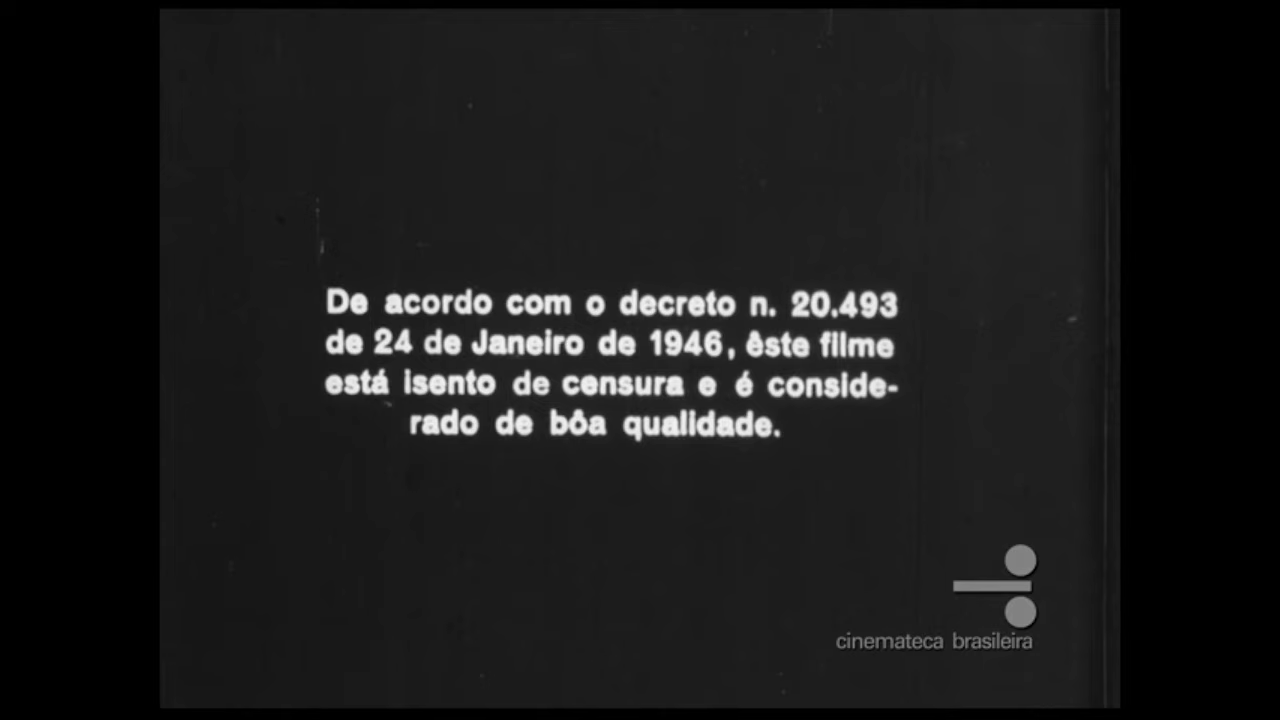 De acordo com o decreto n. 20.493
de 24 de Janeiro de 1946, êste filme
está isento de censura e é conside-
rado de bôa qualidade.
cinemateca brasileira